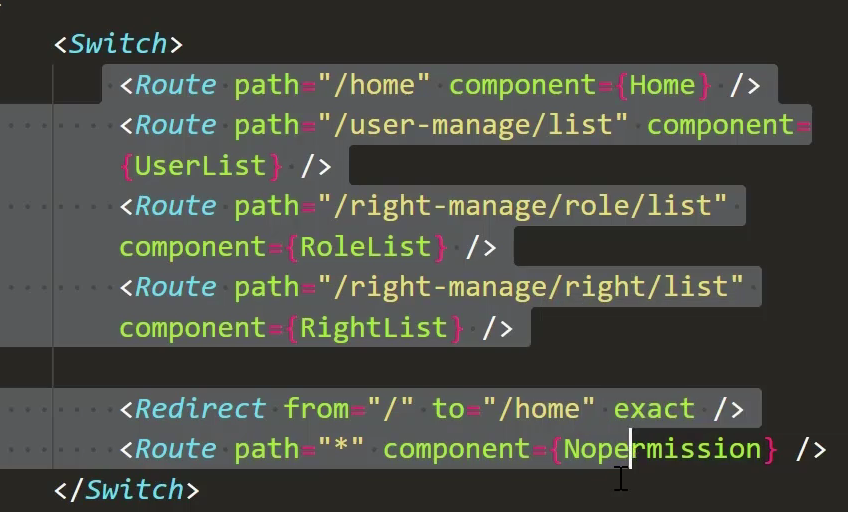 <Switch>
<Route path="/home" component={Home} />
<Route path="/user-manage/list" component=
{UserList} />
<Route path="/right-manage/role/list"
component={RoleList} />
<Route path="/right-manage/right/list"
component={RightList} />
<Redirect from="/" to="/home" exact />
<Route path="*" component={Nopermission} />
</Switch>